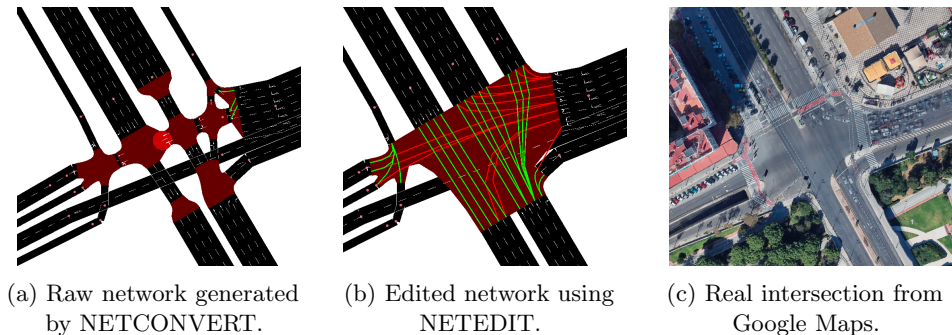 (a) Raw network generated
by NETCONVERT.
(b) Edited network using
NETEDIT.
(c) Real intersection from
Google Maps.